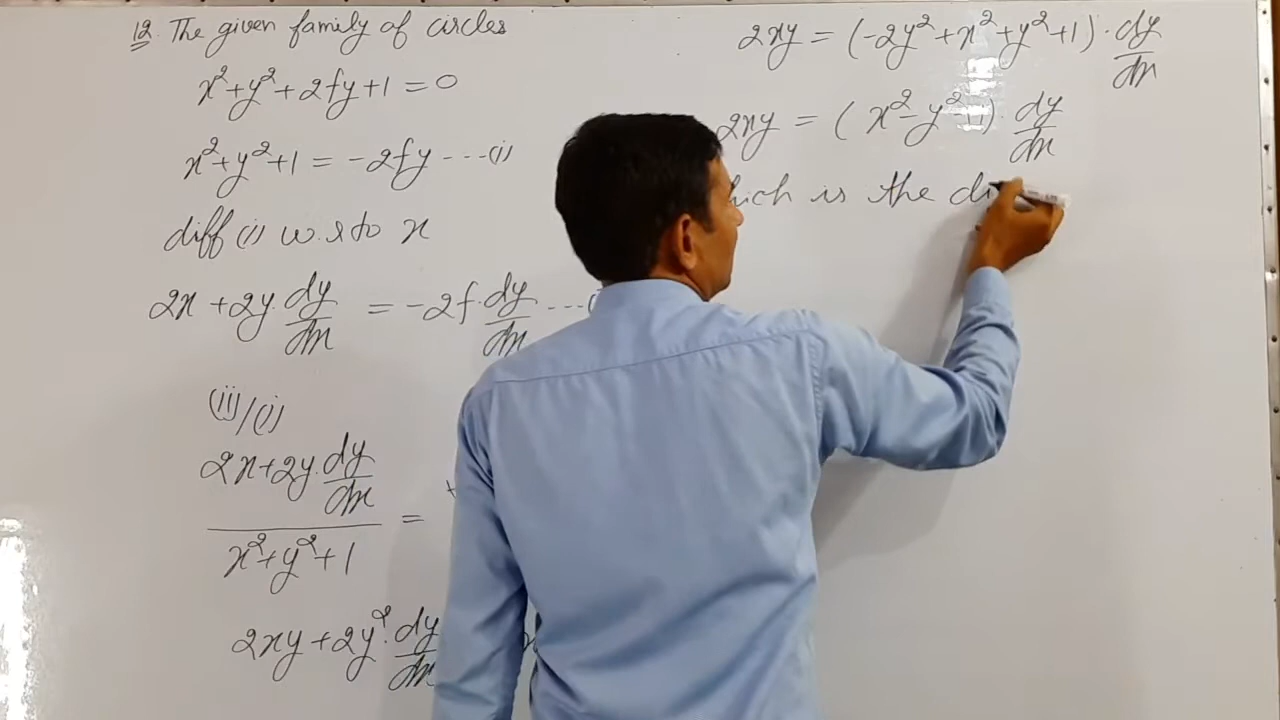 12. The given family of circles
x²+y²+2fy+1=0
x²+y²+1=-2fy ----(i)
diff (i) w.r.to x
2x+2y.dy/dx = -2f.dy/dx ---
(ii)/(i)
2x+2y.dy/dx / x²+y²+1 =
2xy+2y².dy/dx
2xy = (-2y²+x²+y²+1).dy/dx
2xy = (x²-y²+1).dy/dx
is the